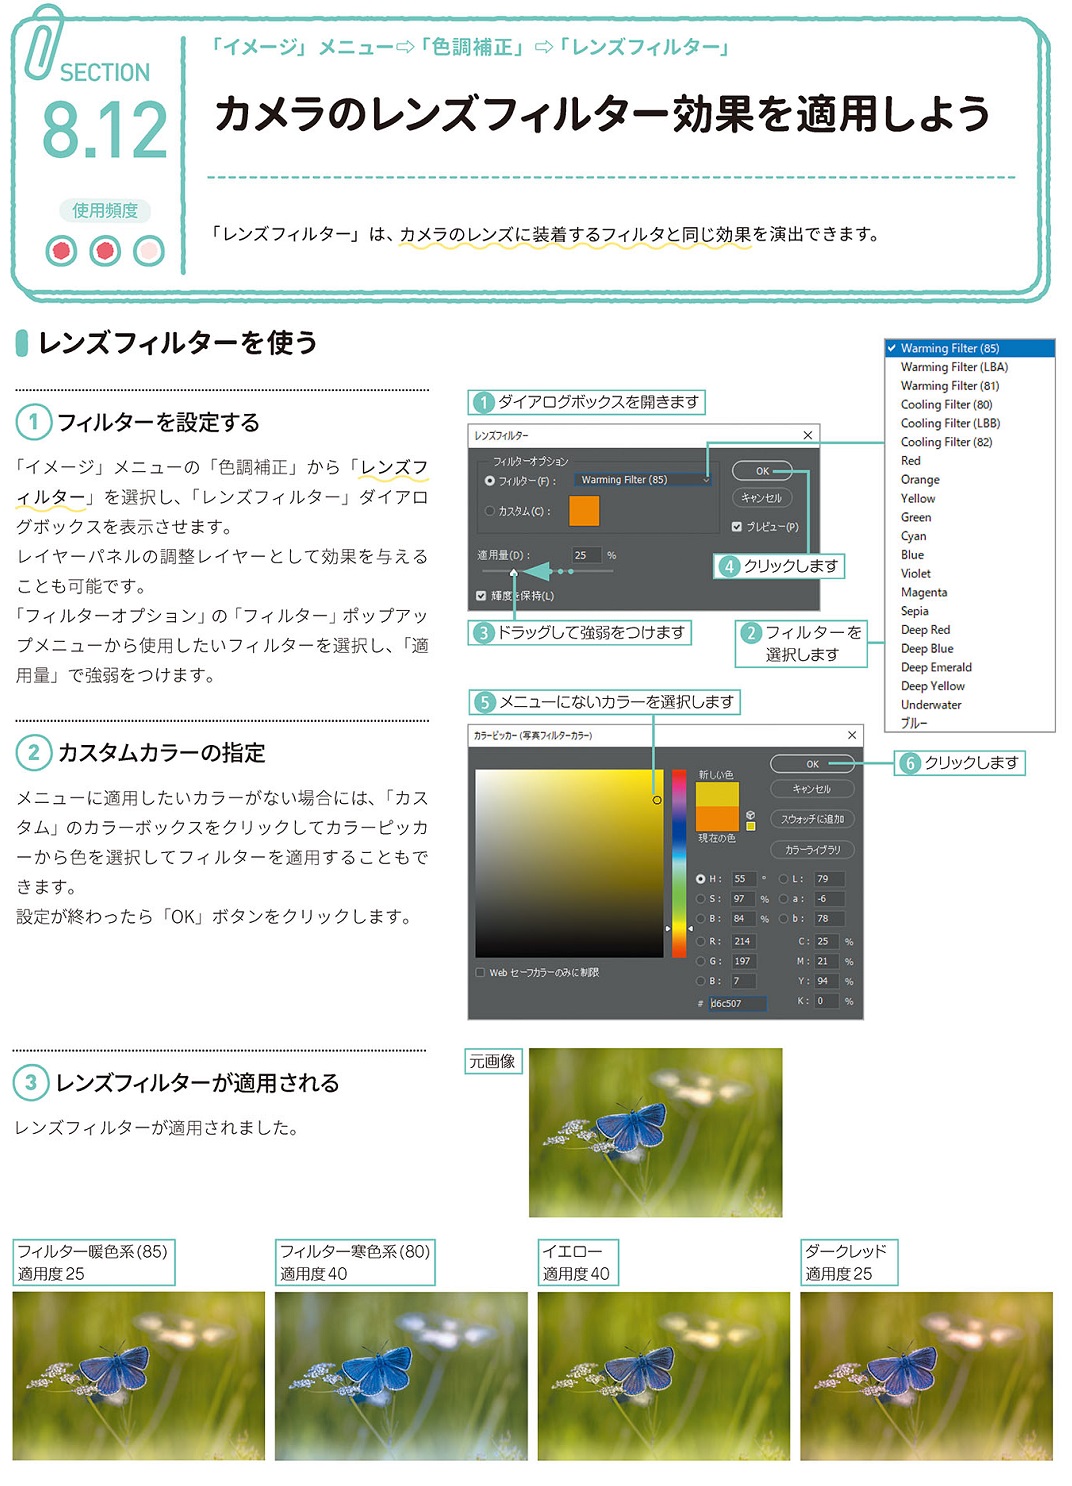 SECTION
8.12
使用頻度
「イメージ」メニュー⇨「色調補正」⇨「レンズフィルター」
カメラのレンズフィルター効果を適用しよう
「レンズフィルター」は、カメラのレンズに装着するフィルタと同じ効果を演出できます。
レンズフィルターを使う
1 フィルターを設定する
「イメージ」メニューの「色調補正」から「レンズフ
ィルター」を選択し、「レンズフィルター」ダイアロ
グボックスを表示させます。
レイヤーパネルの調整レイヤーとして効果を与える
ことも可能です。
「フィルターオプション」の「フィルター」ポップアッ
プメニューから使用したいフィルターを選択し、「適
用量」で強弱をつけます。
1 ダイアログボックスを開きます
レンズフィルター
フィルターオプション
フィルター(F)： Warming Filter (85)
カスタム(C)：
適用量(D)： 25 %
輝度を保持(L)
OK
キャンセル
プレビュー(P)
4 クリックします
3 ドラッグして強弱をつけます
2 フィルターを
選択します
Warming Filter (85)
Warming Filter (LBA)
Warming Filter (81)
Cooling Filter (80)
Cooling Filter (LBB)
Cooling Filter (82)
Red
Orange
Yellow
Green
Cyan
Blue
Violet
Magenta
Sepia
Deep Red
Deep Blue
Deep Emerald
Deep Yellow
Underwater
ブルー
2 カスタムカラーの指定
メニューに適用したいカラーがない場合には、「カス
タム」のカラーボックスをクリックしてカラーピッカ
ーから色を選択してフィルターを適用することもで
きます。
設定が終わったら「OK」ボタンをクリックします。
5 メニューにないカラーを選択します
カラーピッカー (写真フィルターカラー)
新しい色
現在の色
OK
キャンセル
スウォッチに追加
カラーライブラリ
6 クリックします
H： 55 ° L： 79
S： 97 % a： -6
B： 84 % b： 78
R： 214 C： 25 %
G： 197 M： 21 %
B： 7 Y： 94 %
# d6c507 K： 0 %
Web セーフカラーのみに制限
3 レンズフィルターが適用される
レンズフィルターが適用されました。
元画像
フィルター暖色系(85)
適用度25
フィルター寒色系(80)
適用度40
イエロー
適用度40
ダークレッド
適用度25